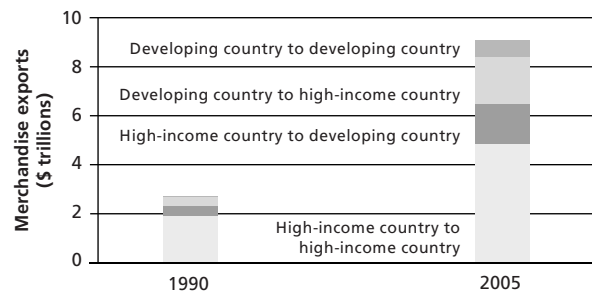 Merchandise exports
($ trillions)
10
8
6
4
2
0
Developing country to developing country
Developing country to high-income country
High-income country to developing country
High-income country to
high-income country
1990
2005